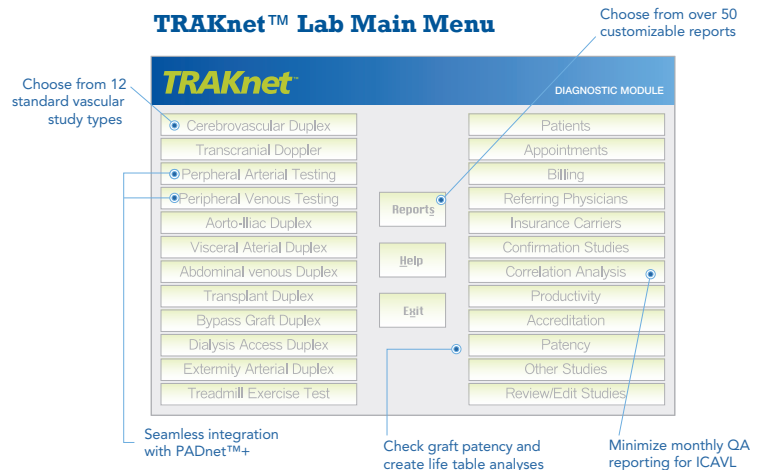 TRAKnet™ Lab Main Menu
Choose from over 50
customizable reports
Choose from 12
standard vascular
study types
TRAKnet™
DIAGNOSTIC MODULE
Cerebrovascular Duplex
Transcranial Doppler
Perpheral Arterial Testing
Peripheral Venous Testing
Aorto-Iliac Duplex
Visceral Aterial Duplex
Abdominal venous Duplex
Transplant Duplex
Bypass Graft Duplex
Dialysis Access Duplex
Extermity Arterial Duplex
Treadmill Exercise Test
Reports
Help
Exit
Patients
Appointments
Billing
Referring Physicians
Insurance Carriers
Confirmation Studies
Correlation Analysis
Productivity
Accreditation
Patency
Other Studies
Review/Edit Studies
Seamless integration
with PADnet™+
Check graft patency and
create life table analyses
Minimize monthly QA
reporting for ICAVL